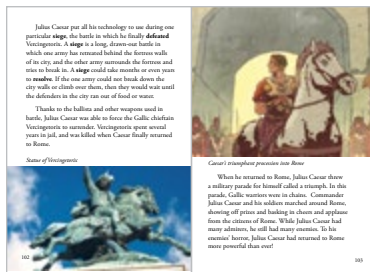 Julius Caesar put all his technology to use during one
particular siege, the battle in which he finally defeated
Vercingetorix. A siege is a long, drawn-out battle in
which one army has retreated behind the fortress walls
of its city, and the other army surrounds the fortress and
tries to break in. A siege could take months or even years
to resolve. If the one army could not break down the
city walls or climb over them, then they would wait until
the defenders in the city ran out of food or water.
Thanks to the ballista and other weapons used in
battle, Julius Caesar was able to force the Gallic chieftain
Vercingetorix to surrender. Vercingetorix spent several
years in jail, and was killed when Caesar finally returned
to Rome.
Statue of Vercingetorix
102
Caesar's triumphant procession into Rome
When he returned to Rome, Julius Caesar threw
a military parade for himself called a triumph. In this
parade, Gallic warriors were in chains. Commander
Julius Caesar and his soldiers marched around Rome,
showing off prizes and basking in cheers and applause
from the citizens of Rome. While Julius Caesar had
many admirers, he still had many enemies. To his
enemies' horror, Julius Caesar had returned to Rome
more powerful than ever!
103